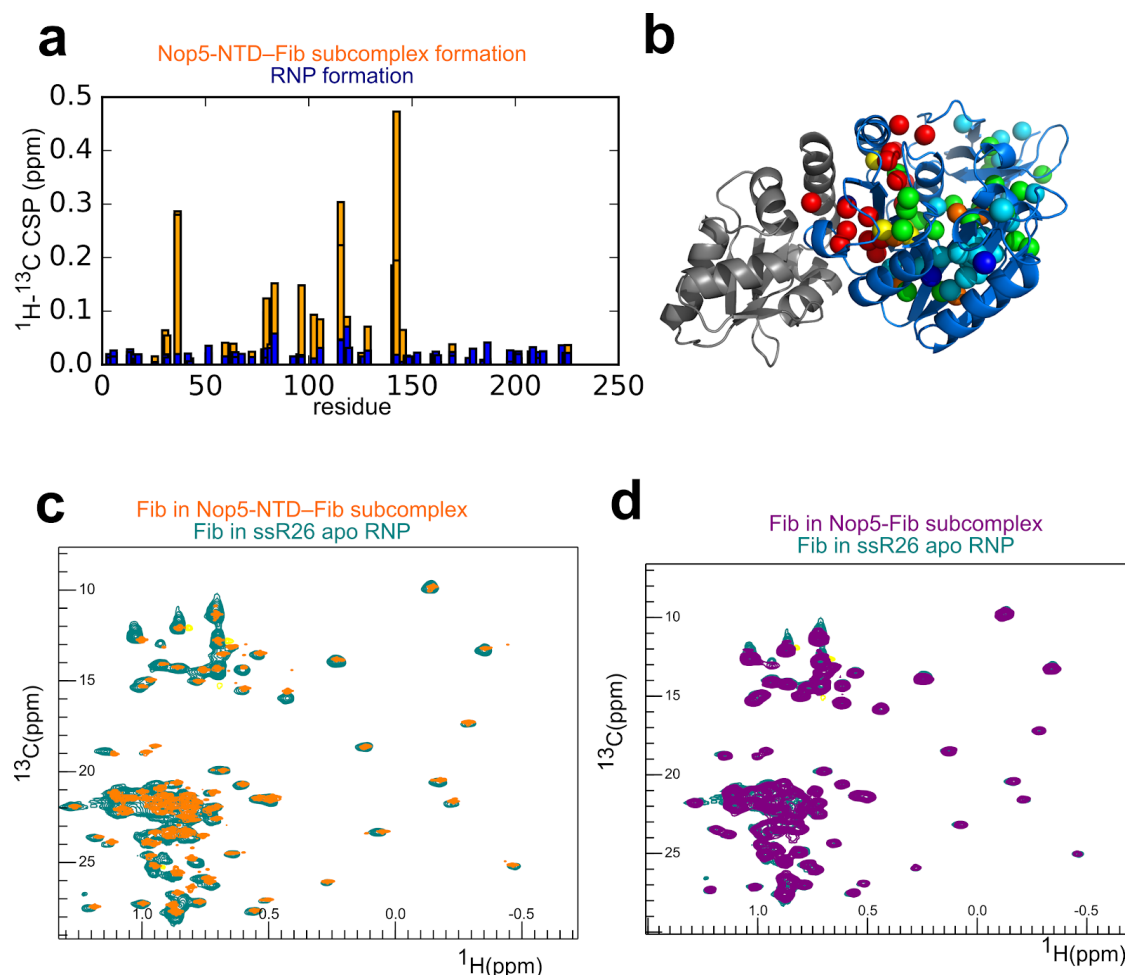 a
Nop5-NTD–Fib subcomplex formation
RNP formation
0.5
0.4
0.3
0.2
0.1
0.0
¹H-¹³C CSP (ppm)
0 50 100 150 200 250
residue
b
c
Fib in Nop5-NTD–Fib subcomplex
Fib in ssR26 apo RNP
10
15
20
25
¹³C(ppm)
1.0 0.5 0.0 -0.5
¹H(ppm)
d
Fib in Nop5-Fib subcomplex
Fib in ssR26 apo RNP
10
15
20
25
¹³C(ppm)
1.0 0.5 0.0 -0.5
¹H(ppm)